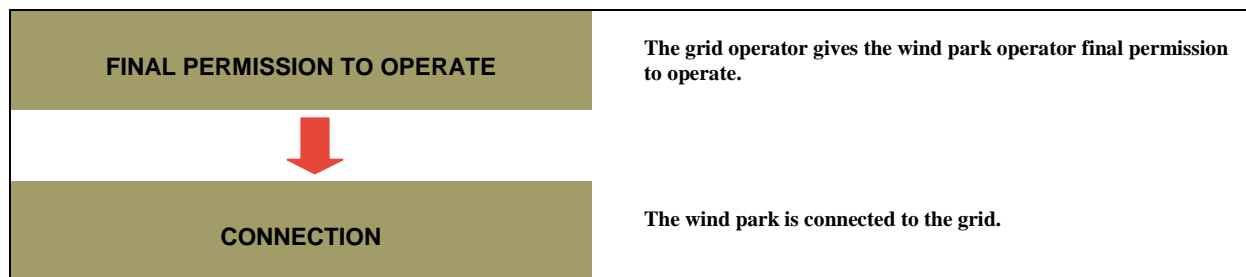 FINAL PERMISSION TO OPERATE
The grid operator gives the wind park operator final permission
to operate.
CONNECTION
The wind park is connected to the grid.